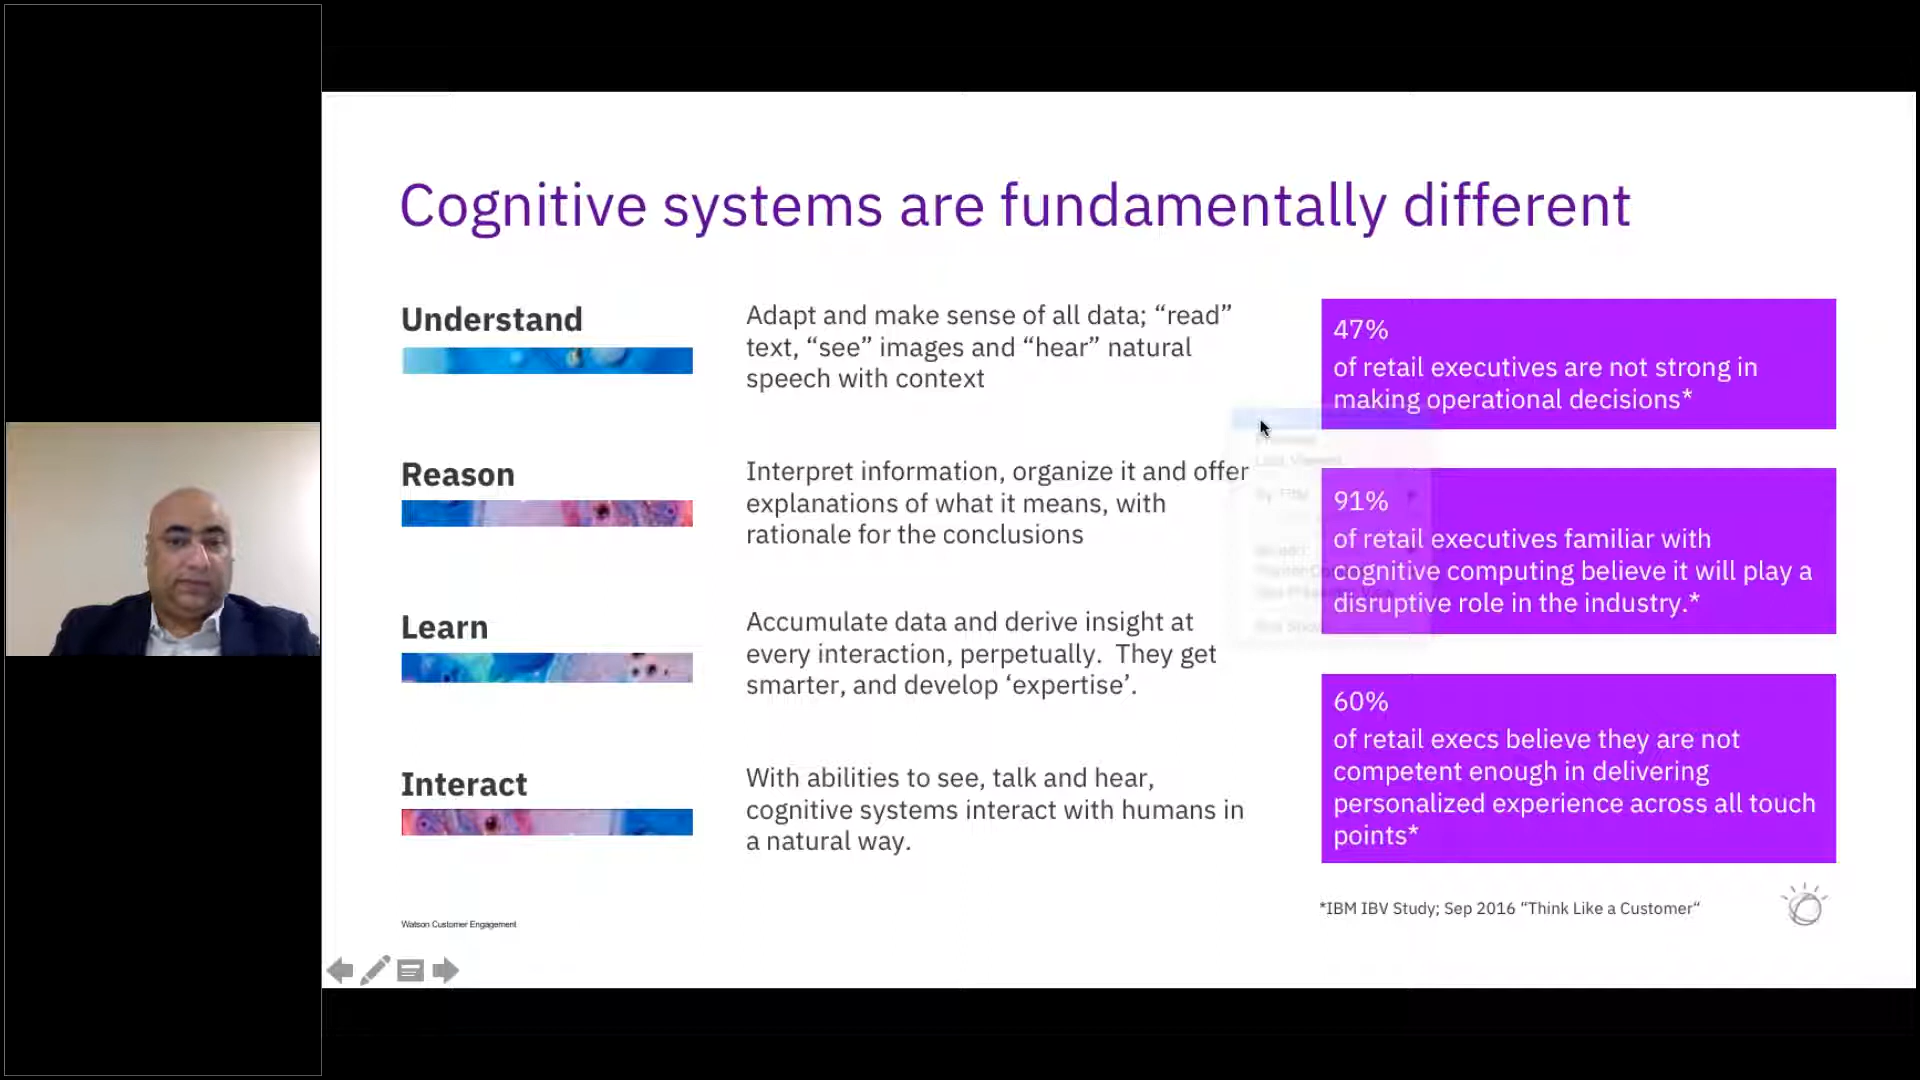 Cognitive systems are fundamentally different
Understand
Adapt and make sense of all data; “read”
text, “see” images and “hear” natural
speech with context
Reason
Interpret information, organize it and offer
explanations of what it means, with
rationale for the conclusions
Learn
Accumulate data and derive insight at
every interaction, perpetually.  They get
smarter, and develop ‘expertise’.
Interact
With abilities to see, talk and hear,
cognitive systems interact with humans in
a natural way.
47%
of retail executives are not strong in
making operational decisions*
91%
of retail executives familiar with
cognitive computing believe it will play a
disruptive role in the industry.*
60%
of retail execs believe they are not
competent enough in delivering
personalized experience across all touch
points*
*IBM IBV Study; Sep 2016 “Think Like a Customer“
Watson Customer Engagement